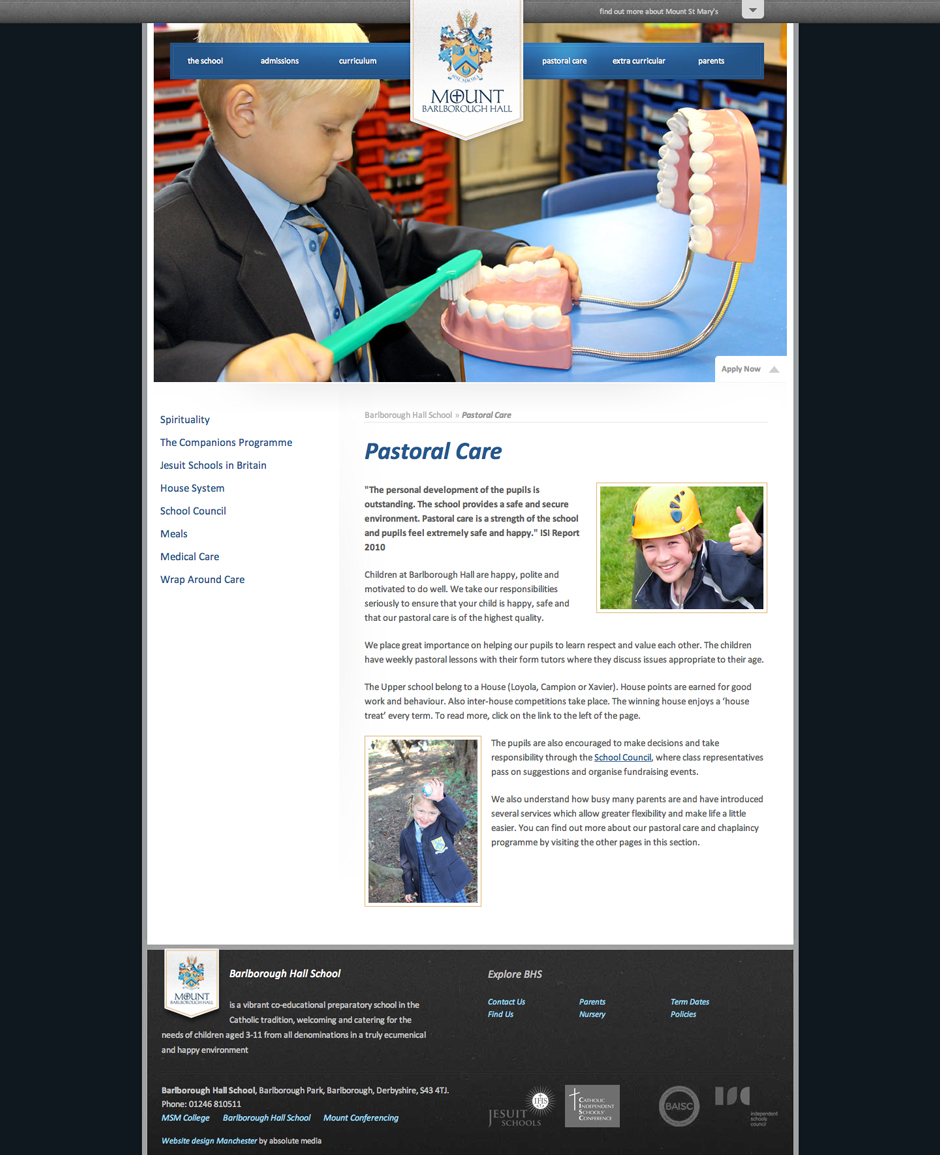 find out more about Mount St Mary's
the school
admissions
curriculum
MOUNT
BARLBOROUGH HALL
pastoral care
extra curricular
parents
Apply Now
Spirituality
The Companions Programme
Jesuit Schools in Britain
House System
School Council
Meals
Medical Care
Wrap Around Care
Barlborough Hall School » Pastoral Care
Pastoral Care
"The personal development of the pupils is
outstanding. The school provides a safe and secure
environment. Pastoral care is a strength of the school
and pupils feel extremely safe and happy." ISI Report
2010
Children at Barlborough Hall are happy, polite and
motivated to do well. We take our responsibilities
seriously to ensure that your child is happy, safe and
that our pastoral care is of the highest quality.
We place great importance on helping our pupils to learn respect and value each other. The children
have weekly pastoral lessons with their form tutors where they discuss issues appropriate to their age.
The Upper school belong to a House (Loyola, Campion or Xavier). House points are earned for good
work and behaviour. Also inter-house competitions take place. The winning house enjoys a ‘house
treat’ every term. To read more, click on the link to the left of the page.
The pupils are also encouraged to make decisions and take
responsibility through the School Council, where class representatives
pass on suggestions and organise fundraising events.
We also understand how busy many parents are and have introduced
several services which allow greater flexibility and make life a little
easier. You can find out more about our pastoral care and chaplaincy
programme by visiting the other pages in this section.
MOUNT
BARLBOROUGH HALL
Barlborough Hall School
is a vibrant co-educational preparatory school in the
Catholic tradition, welcoming and catering for the
needs of children aged 3-11 from all denominations in a truly ecumenical
and happy environment
Explore BHS
Contact Us
Parents
Term Dates
Find Us
Nursery
Policies
Barlborough Hall School, Barlborough Park, Barlborough, Derbyshire, S43 4TJ.
Phone: 01246 810511
MSM College Barlborough Hall School Mount Conferencing
Website design Manchester by absolute media
IHS
JESUIT
SCHOOLS
CATHOLIC
INDEPENDENT
SCHOOLS'
CONFERENCE
BAISC
isc
independent
schools
council